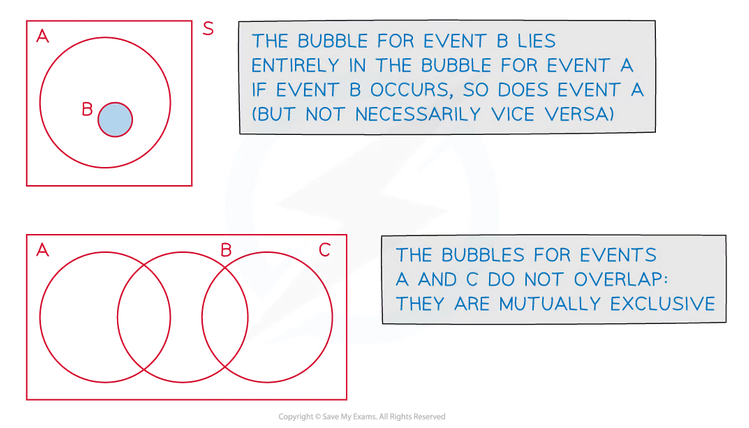 A
S
B
THE BUBBLE FOR EVENT B LIES
ENTIRELY IN THE BUBBLE FOR EVENT A
IF EVENT B OCCURS, SO DOES EVENT A
(BUT NOT NECESSARILY VICE VERSA)
A
B
C
THE BUBBLES FOR EVENTS
A AND C DO NOT OVERLAP:
THEY ARE MUTUALLY EXCLUSIVE
Copyright © Save My Exams. All Rights Reserved